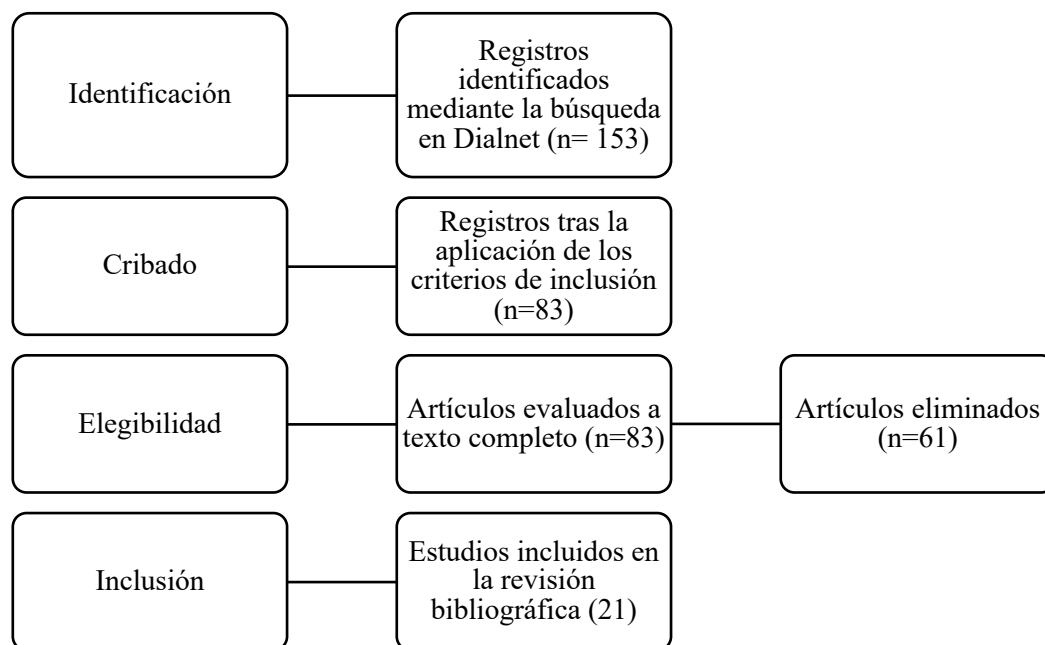 Identificación
Registros
identificados
mediante la búsqueda
en Dialnet (n= 153)
Cribado
Registros tras la
aplicación de los
criterios de inclusión
(n=83)
Elegibilidad
Artículos evaluados a
texto completo (n=83)
Artículos eliminados
(n=61)
Inclusión
Estudios incluidos en
la revisión
bibliográfica (21)